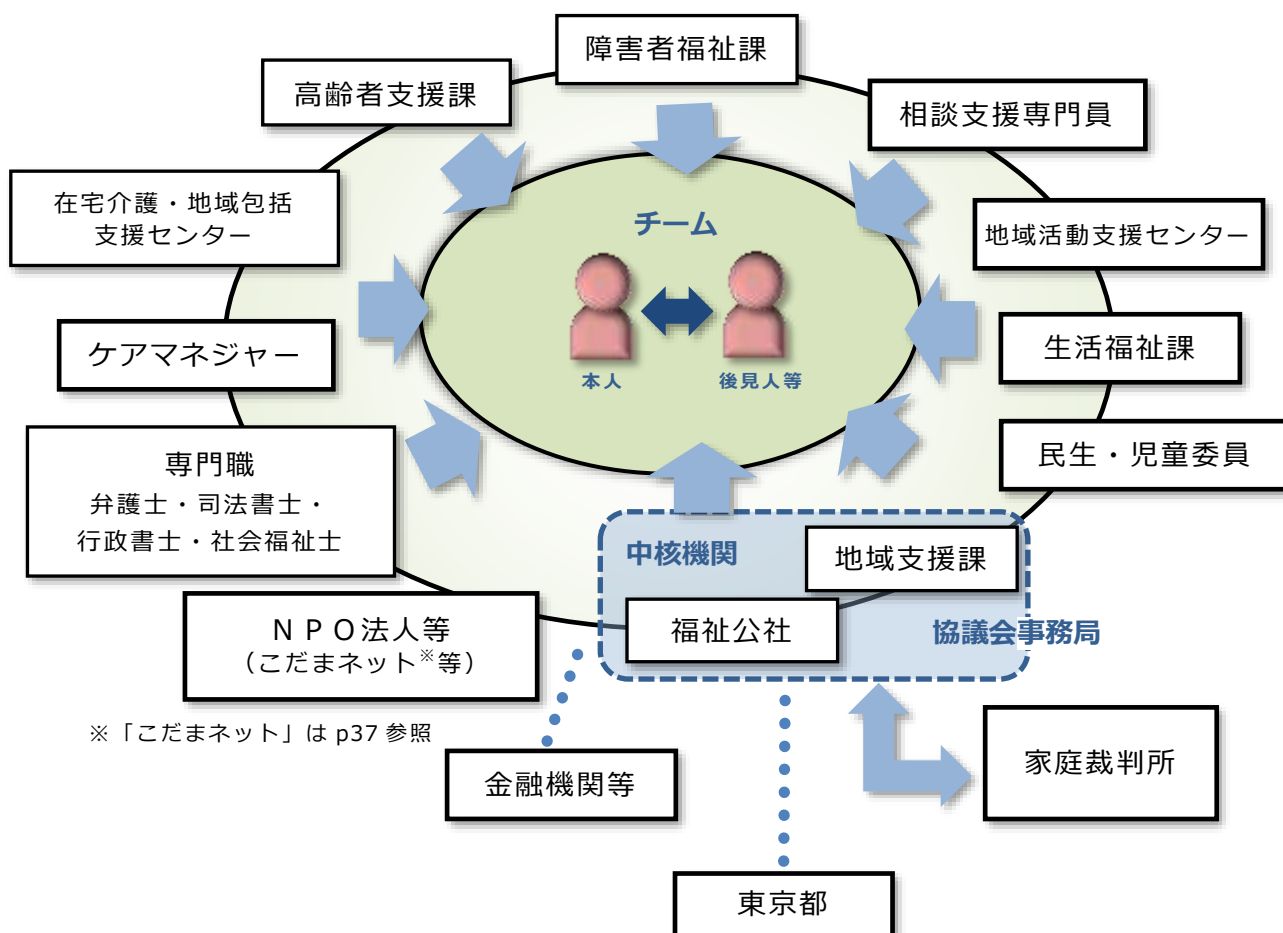 障害者福祉課
高齢者支援課
相談支援専門員
在宅介護・地域包括
支援センター
地域活動支援センター
チーム
本人
後見人等
ケアマネジャー
生活福祉課
専門職
弁護士・司法書士・
行政書士・社会福祉士
民生・児童委員
中核機関
地域支援課
福祉公社
協議会事務局
ＮＰＯ法人等
（こだまネット※等）
※「こだまネット」は p37 参照
金融機関等
家庭裁判所
東京都